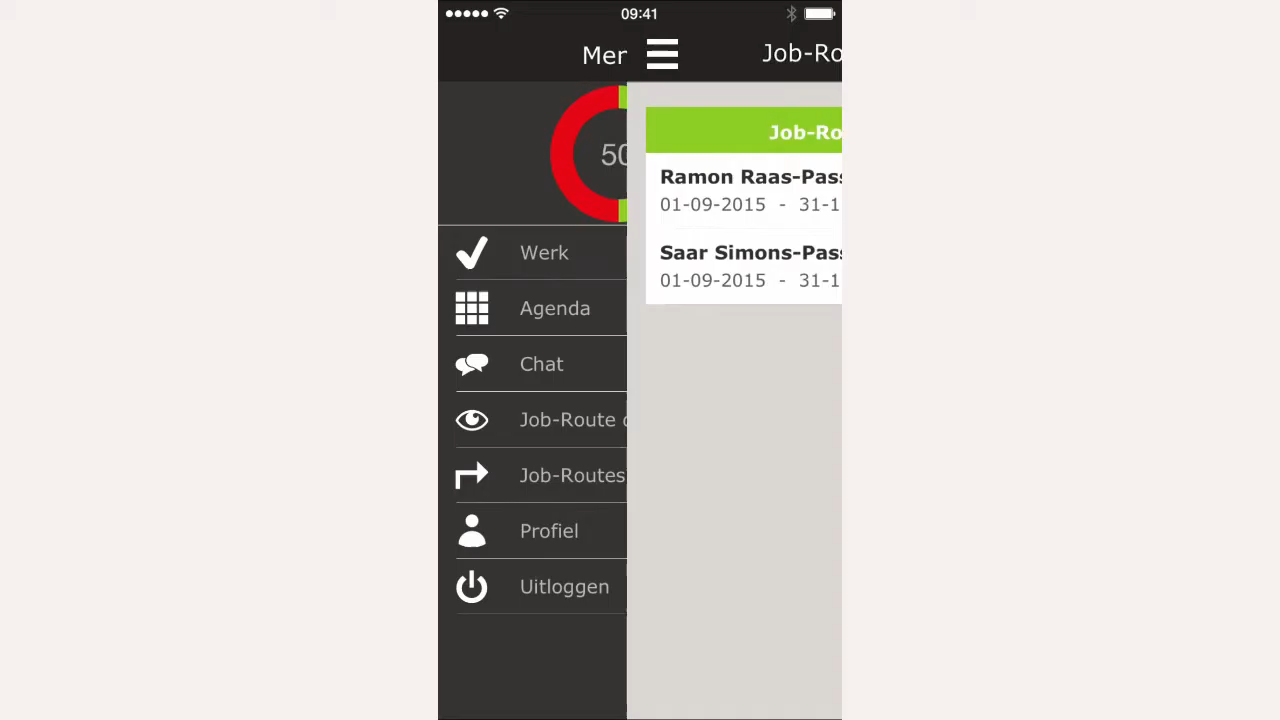 09:41
Mer
Job-Ro
50
Job-Ro
Ramon Raas-Pass
01-09-2015 - 31-1
Saar Simons-Pass
01-09-2015 - 31-1
Werk
Agenda
Chat
Job-Route
Job-Routes
Profiel
Uitloggen